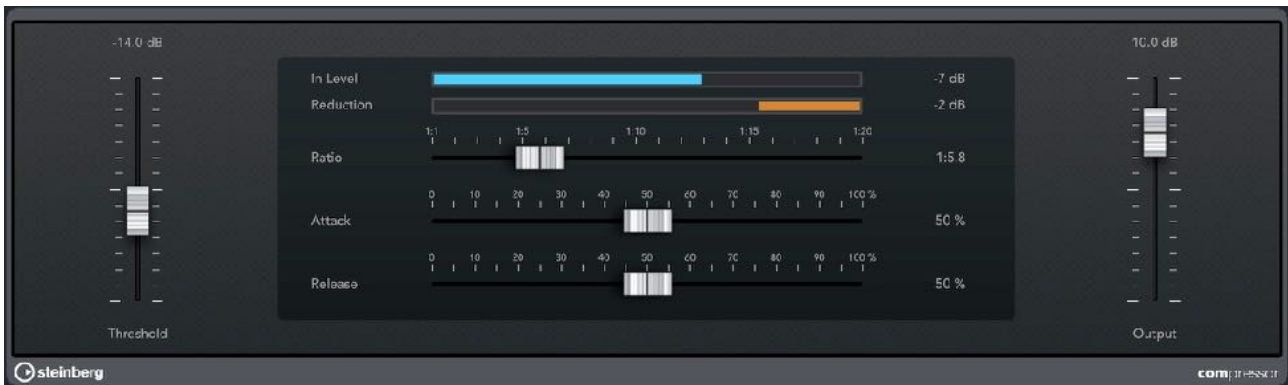 -14.0 dB
10.0 dB
In Level
-7 dB
Reduction
-2 dB
1:1 1:5 1:10 1:15 1:20
Ratio
1:5.8
0 10 20 30 40 50 60 70 80 90 100 %
Attack
50 %
0 10 20 30 40 50 60 70 80 90 100 %
Release
50 %
Threshold
Output
steinberg
compressor